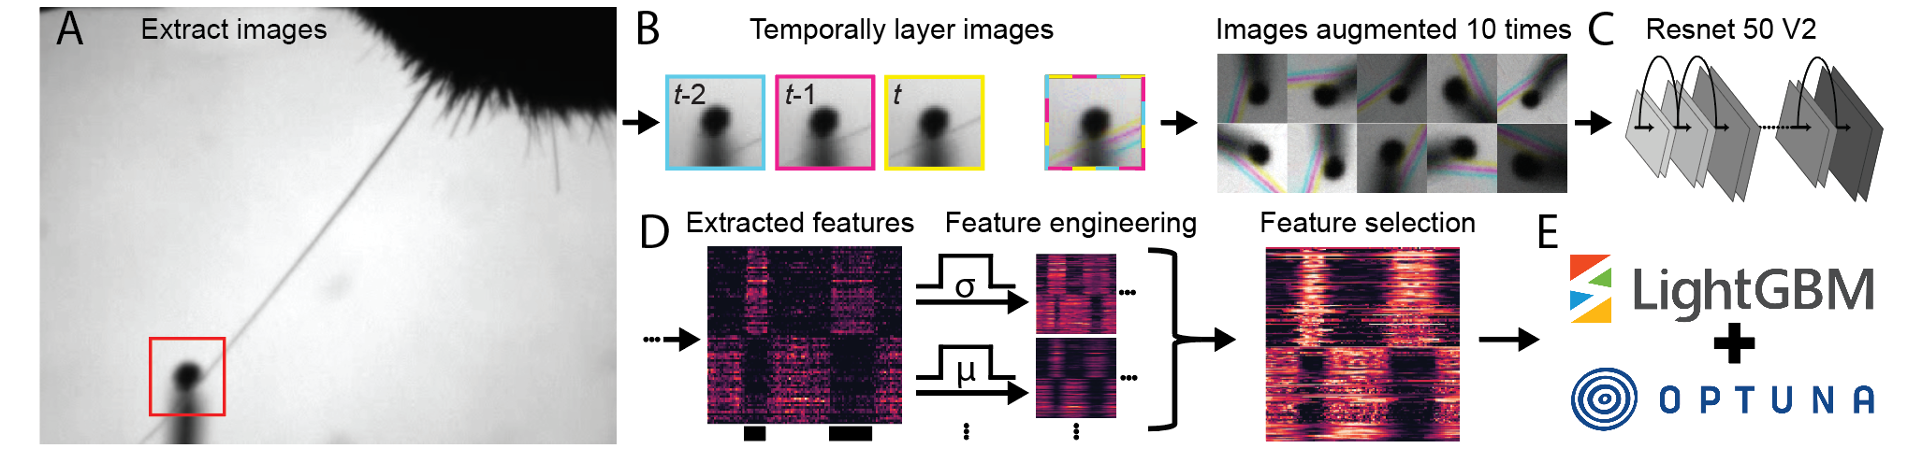 A
Extract images
B
Temporally layer images
Images augmented 10 times
t-2
t-1
t
C
Resnet 50 V2
D
Extracted features
Feature engineering
Feature selection
σ
μ
E
LightGBM
OPTUNA